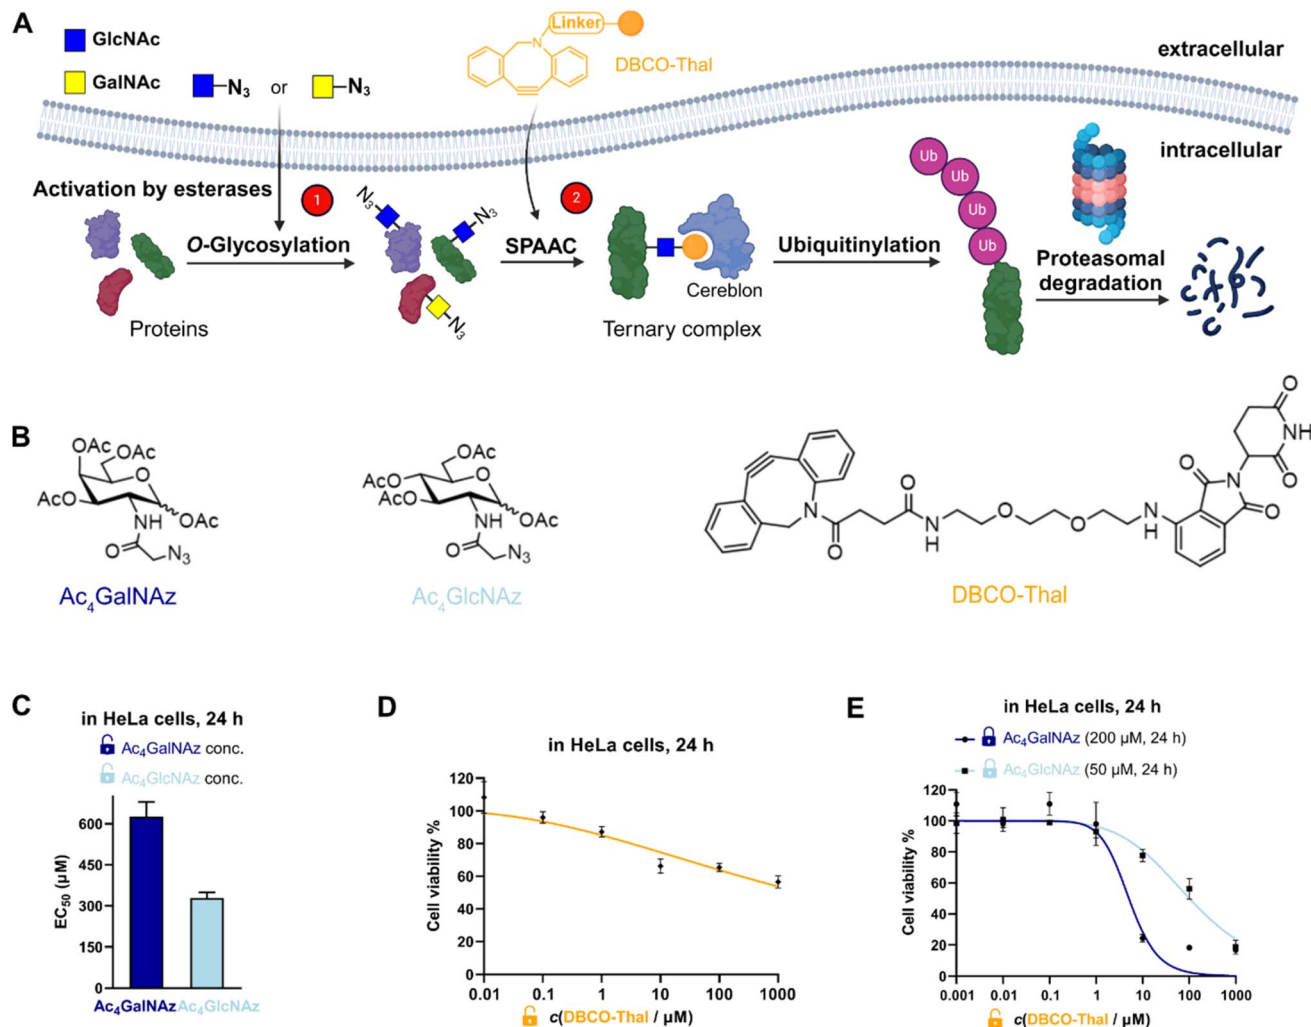 A
GlcNAc
GalNAc
N3 or N3
Linker
N
DBCO-Thal
extracellular
intracellular
Activation by esterases
1
O-Glycosylation
Proteins
N3
N3
N3
2
SPAAC
Cereblon
Ternary complex
Ubiquitinylation
Ub
Ub
Ub
Ub
Proteasomal
degradation
B
OAc
OAc
O
AcO
NH
OAc
O
N3
Ac4GalNAz
OAc
O
AcO
AcO
NH
OAc
O
N3
Ac4GlcNAz
N
O
O
N
H
O
O
N
H
O
N
O
O
NH
O
DBCO-Thal
C
in HeLa cells, 24 h
Ac4GalNAz conc.
Ac4GlcNAz conc.
EC50 (µM)
600
450
300
150
0
Ac4GalNAz Ac4GlcNAz
D
in HeLa cells, 24 h
Cell viability %
120
100
80
60
40
20
0
0.01 0.1 1 10 100 1000
c(DBCO-Thal / µM)
E
in HeLa cells, 24 h
Ac4GalNAz (200 µM, 24 h)
Ac4GlcNAz (50 µM, 24 h)
Cell viability %
120
100
80
60
40
20
0
0.001 0.01 0.1 1 10 100 1000
c(DBCO-Thal / µM)